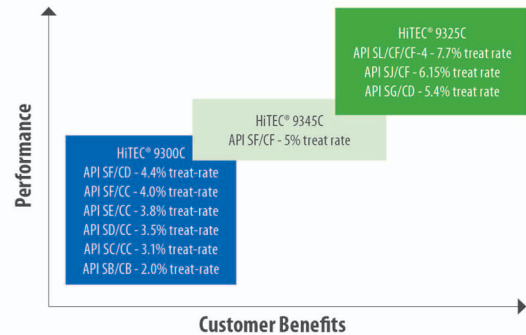 HiTEC® 9325C
API SL/CF/CF-4 - 7.7% treat rate
API SJ/CF - 6.15% treat rate
API SG/CD - 5.4% treat rate
HiTEC® 9345C
API SF/CF - 5% treat rate
HiTEC® 9300C
API SF/CD - 4.4% treat-rate
API SF/CC - 4.0% treat-rate
API SE/CC - 3.8% treat-rate
API SD/CC - 3.5% treat-rate
API SC/CC - 3.1% treat-rate
API SB/CB - 2.0% treat-rate
Performance
Customer Benefits